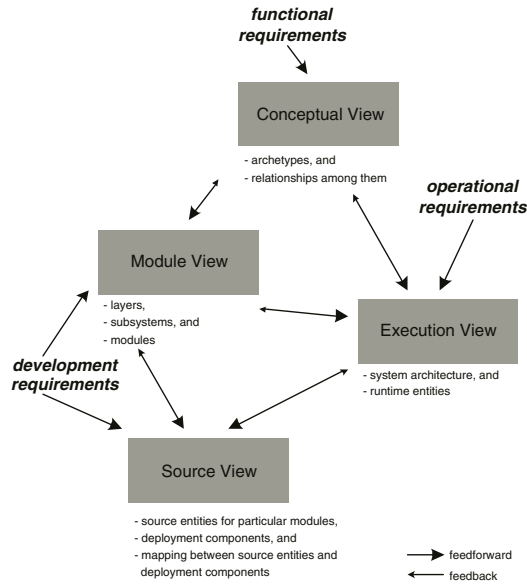 functional
requirements
Conceptual View
- archetypes, and
- relationships among them
operational
requirements
Module View
- layers,
- subsystems, and
- modules
Execution View
- system architecture, and
- runtime entities
development
requirements
Source View
- source entities for particular modules,
- deployment components, and
- mapping between source entities and
deployment components
feedforward
feedback